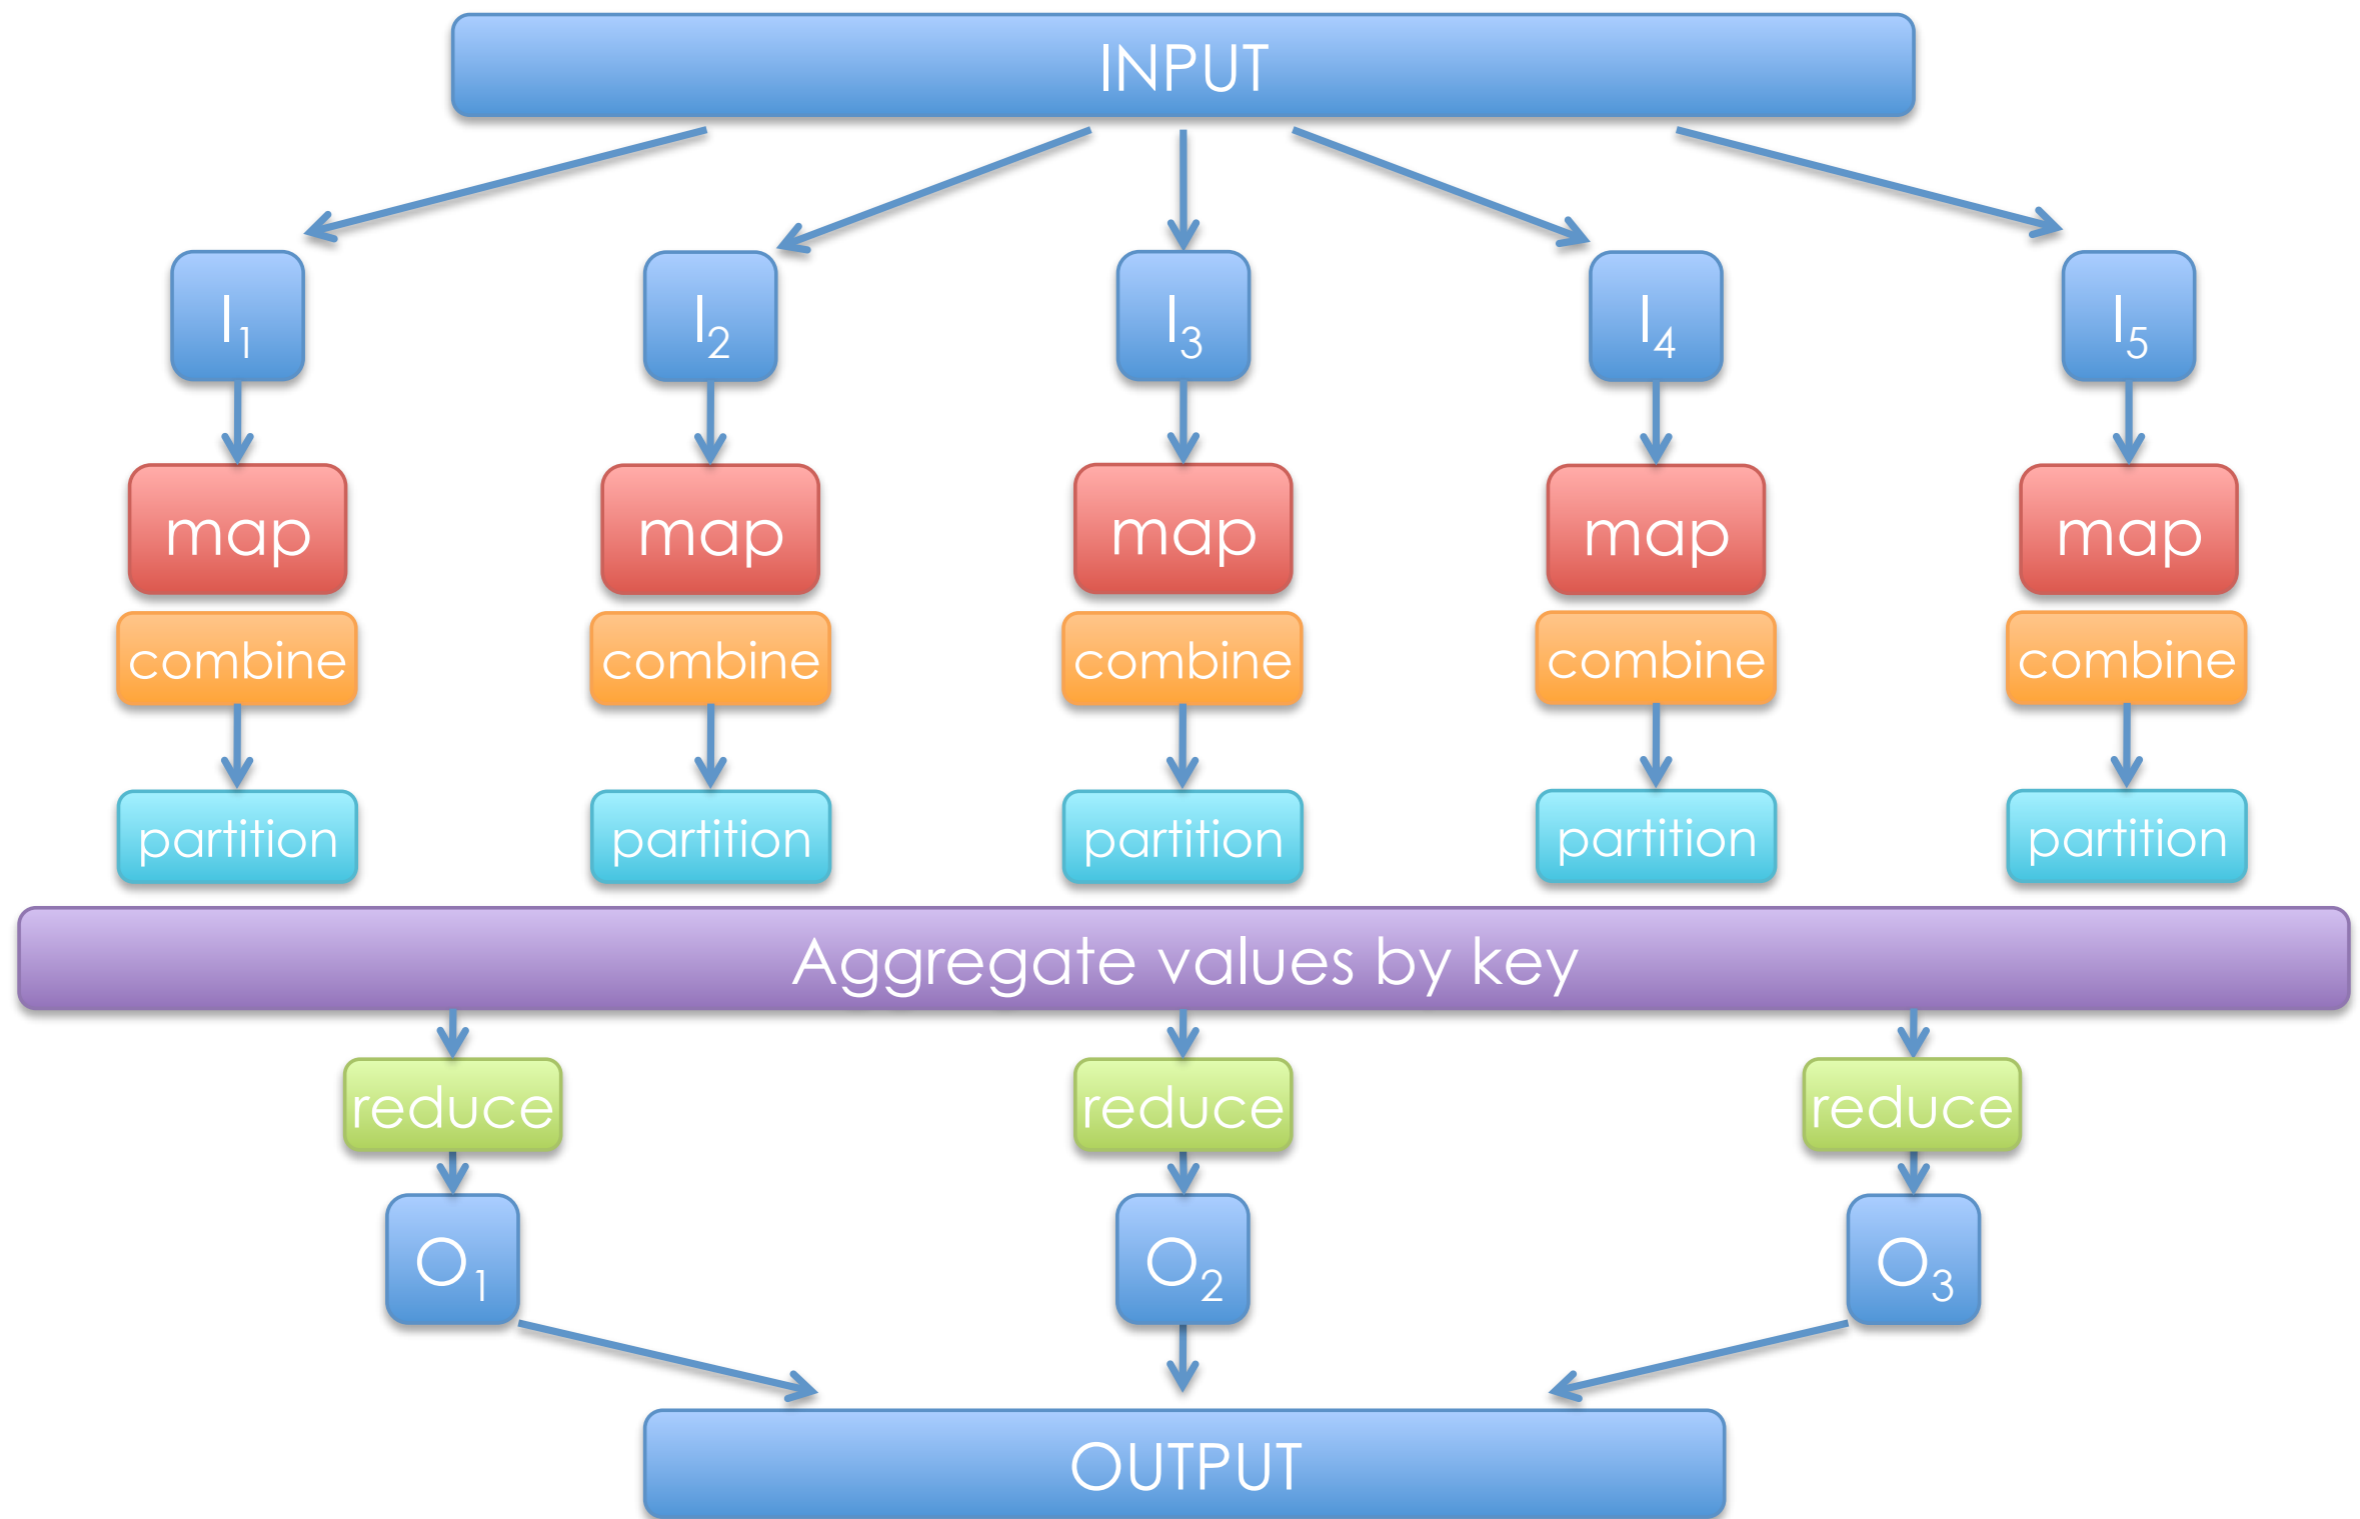 INPUT
I1 I2 I3 I4 I5
map map map map map
combine combine combine combine combine
partition partition partition partition partition
Aggregate values by key
reduce reduce reduce
O1 O2 O3
OUTPUT